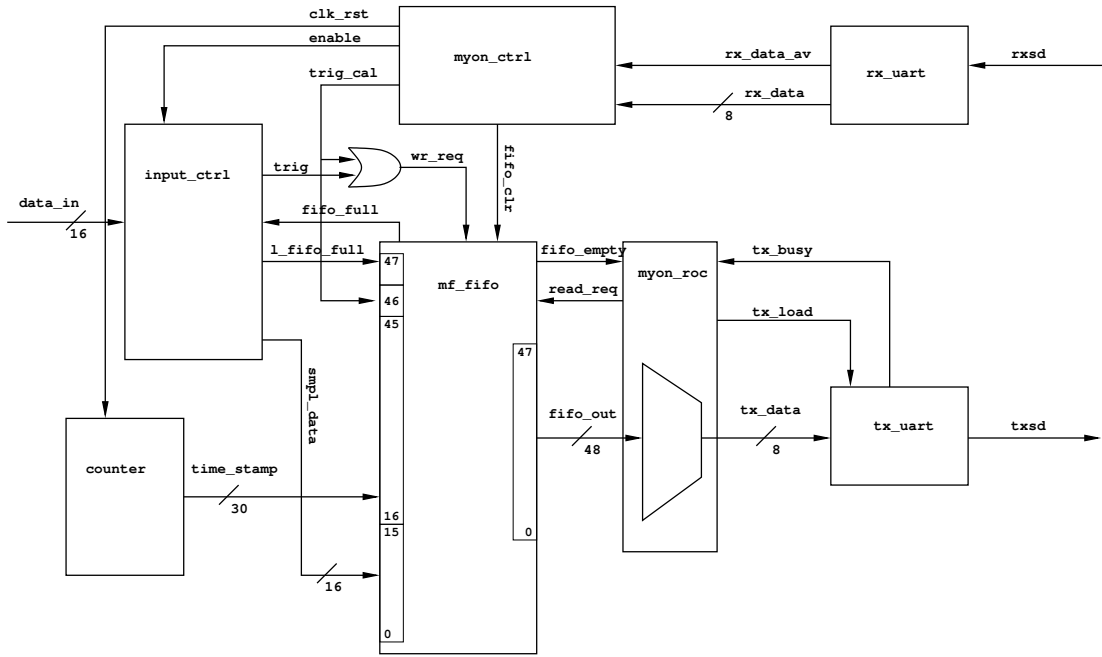 clk_rst
enable
myon_ctrl
rx_data_av
rx_uart
rxsd
trig_cal
rx_data
8
fifo_clr
input_ctrl
trig
wr_req
data_in
16
fifo_full
l_fifo_full
47
mf_fifo
fifo_empty
myon_roc
tx_busy
46
read_req
45
tx_load
47
smpl_data
fifo_out
48
tx_data
8
tx_uart
txsd
counter
time_stamp
30
16
15
0
16
0